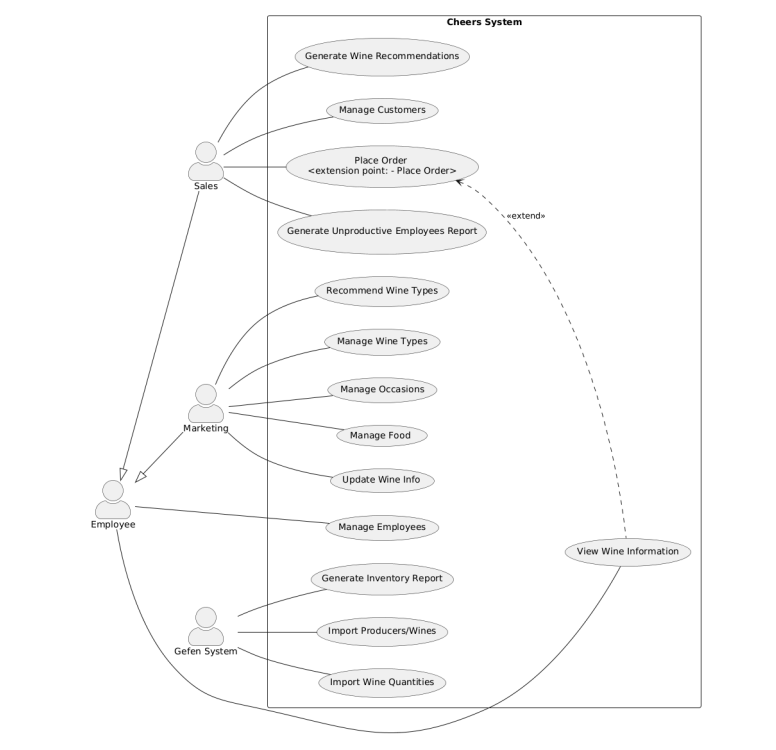 Cheers System
Generate Wine Recommendations
Manage Customers
Place Order
<extension point: - Place Order>
Sales
«extend»
Generate Unproductive Employees Report
Recommend Wine Types
Manage Wine Types
Manage Occasions
Marketing
Manage Food
Update Wine Info
Employee
Manage Employees
View Wine Information
Generate Inventory Report
Import Producers/Wines
Gefen System
Import Wine Quantities